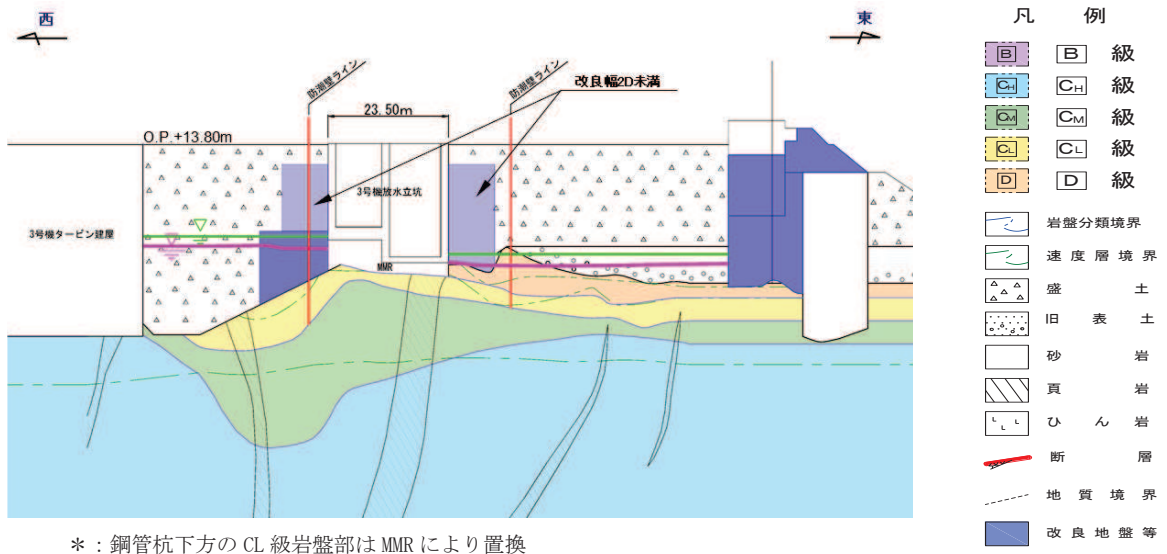 西
東
防潮壁ライン
防潮壁ライン
改良幅2D未満
23.50m
O.P.+13.80m
3号機放水立坑
3号機タービン建屋
MMR
凡 例
B B 級
CH CH 級
CM CM 級
CL CL 級
D D 級
岩盤分類境界
速度層境界
盛 土
旧 表 土
砂 岩
頁 岩
ひ ん 岩
断 層
地 質 境 界
改 良 地 盤 等
＊：鋼管杭下方の CL 級岩盤部は MMR により置換